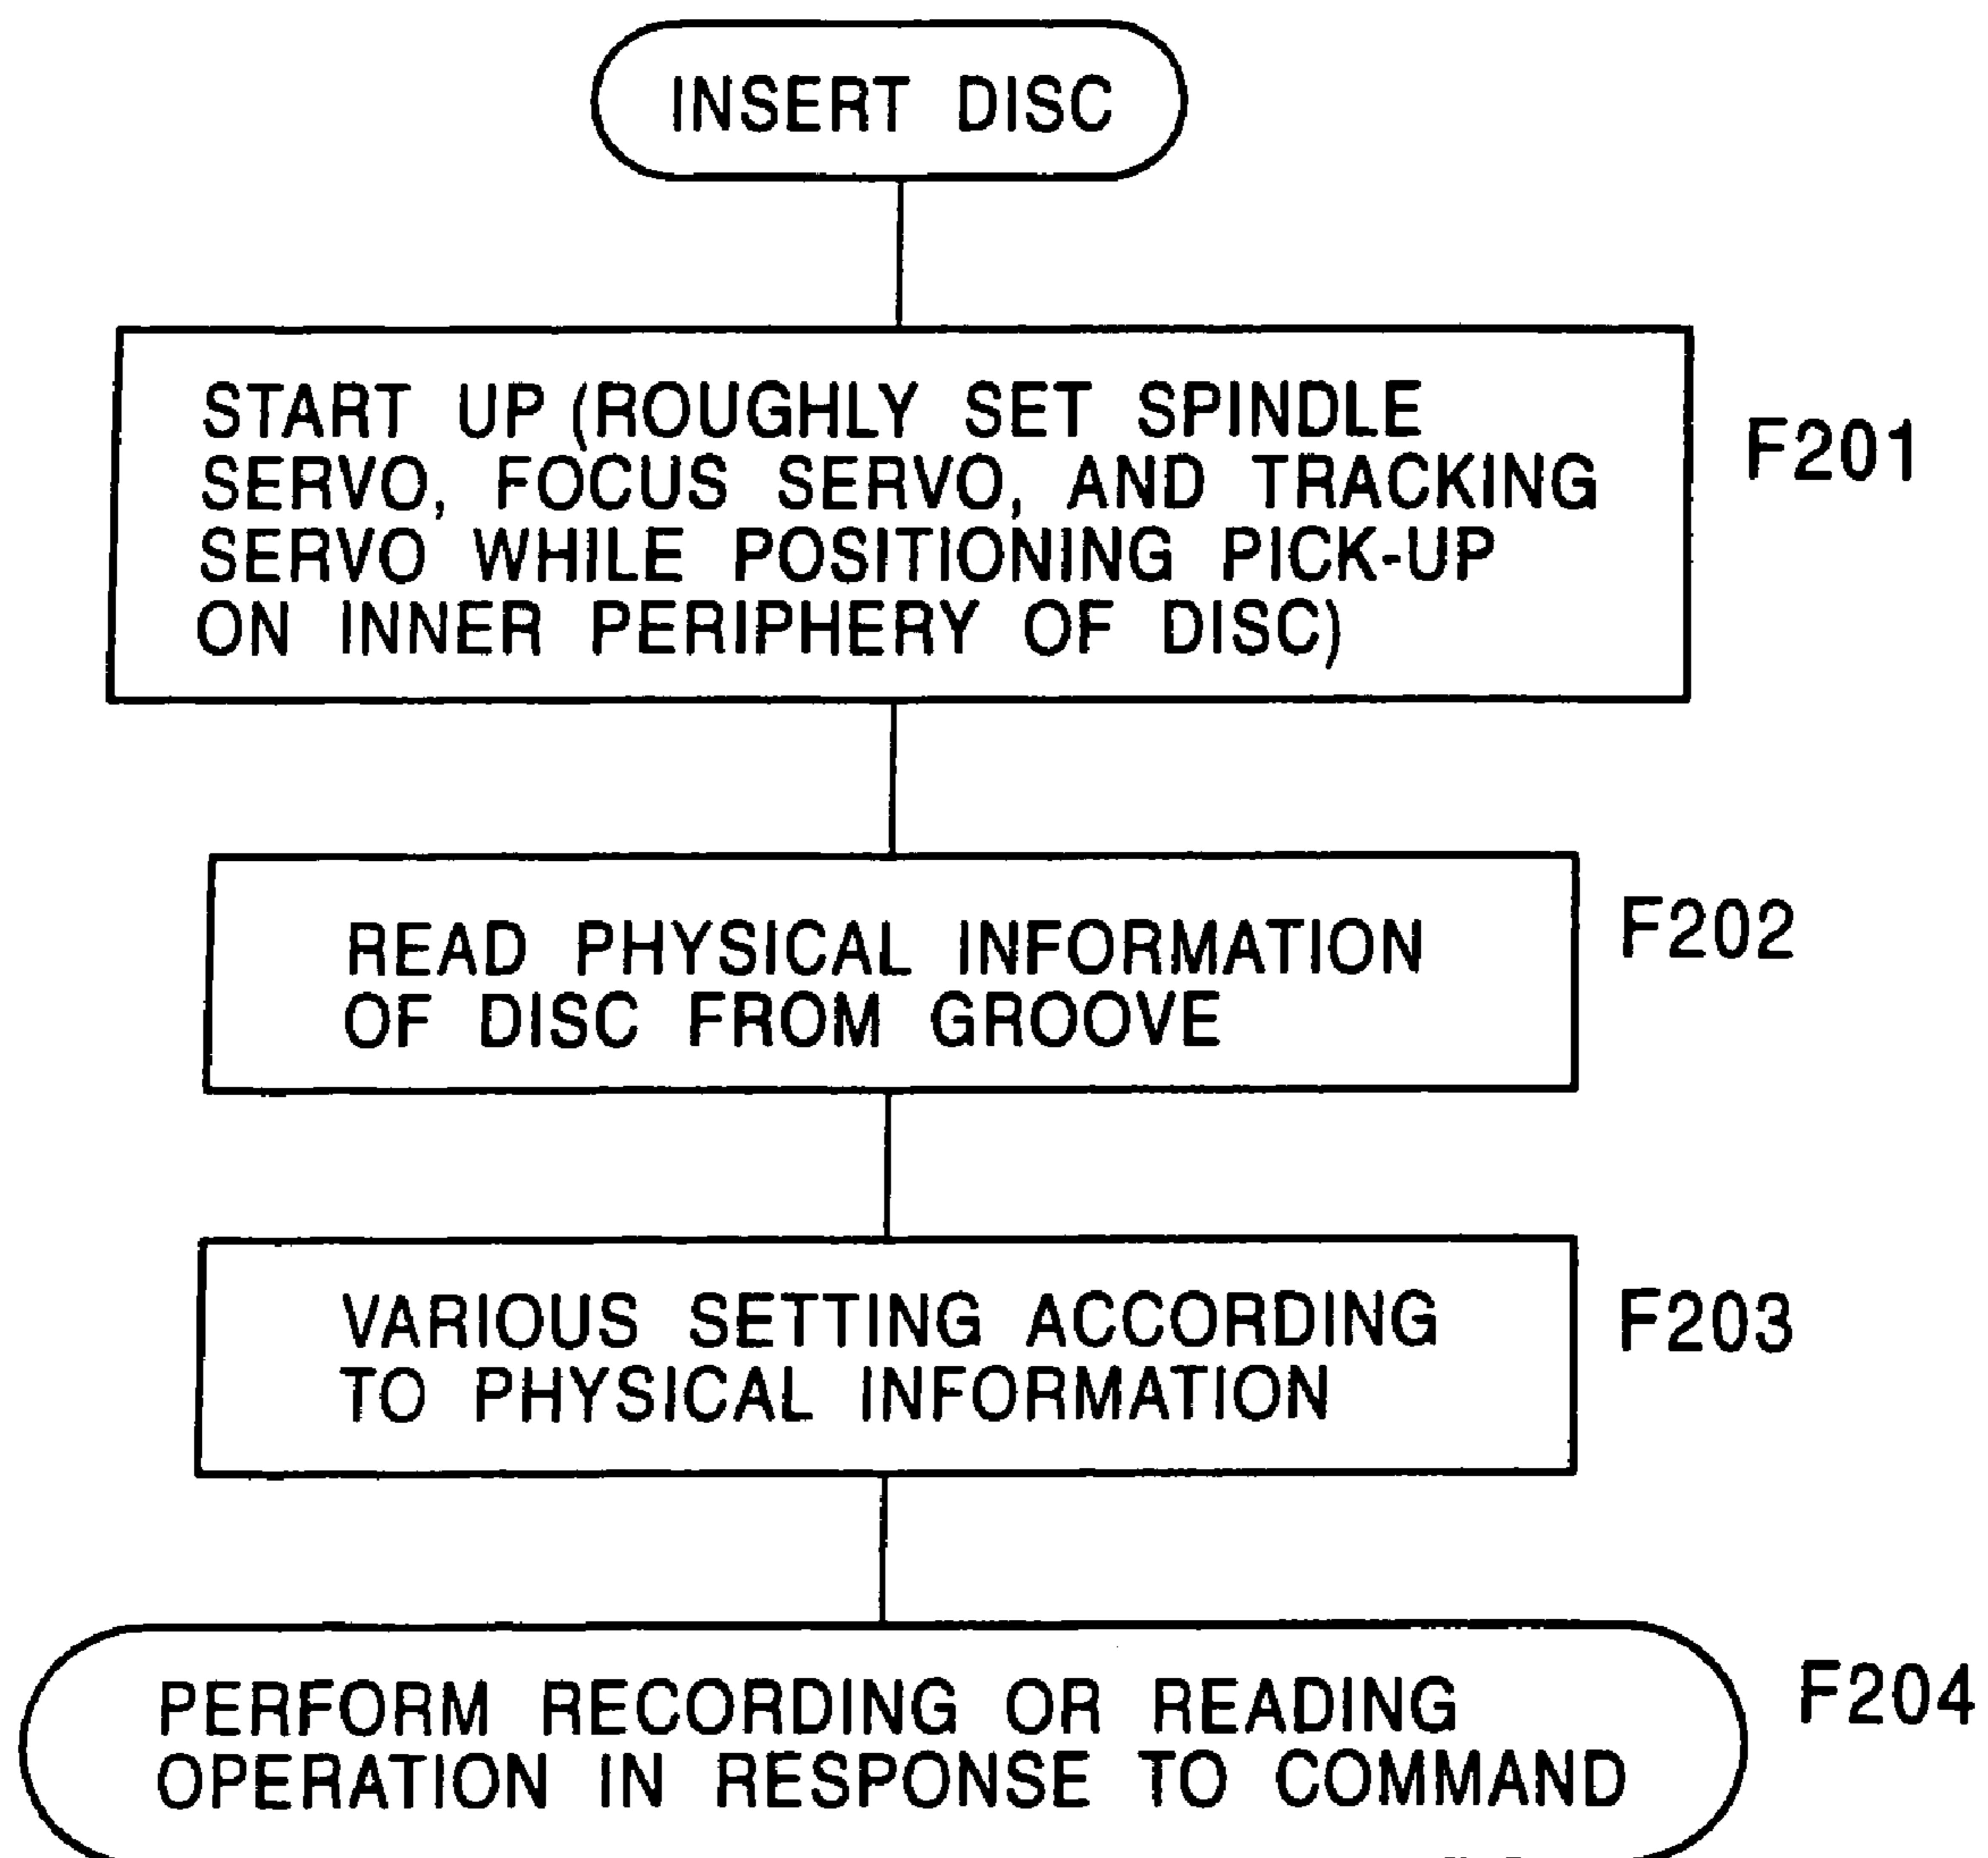 INSERT DISC
START UP (ROUGHLY SET SPINDLE
SERVO, FOCUS SERVO, AND TRACKING
SERVO WHILE POSITIONING PICK-UP
ON INNER PERIPHERY OF DISC)
F201
READ PHYSICAL INFORMATION
OF DISC FROM GROOVE
F202
VARIOUS SETTING ACCORDING
TO PHYSICAL INFORMATION
F203
PERFORM RECORDING OR READING
OPERATION IN RESPONSE TO COMMAND
F204